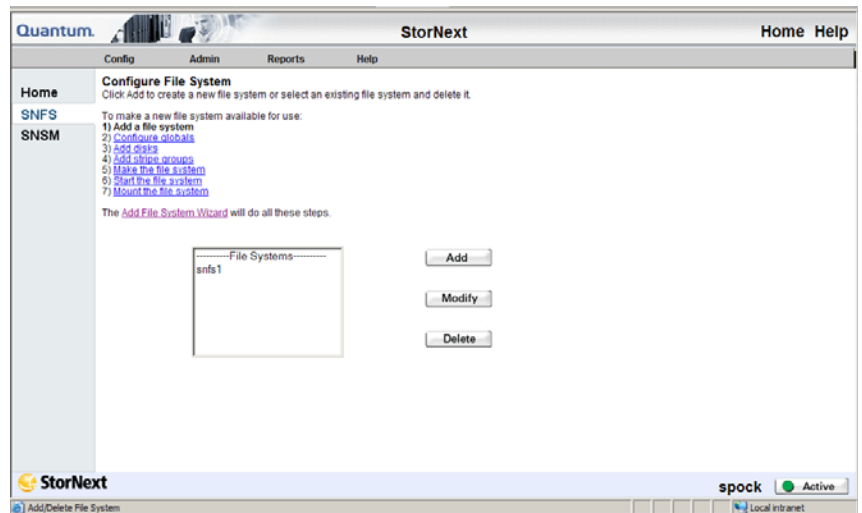 Quantum. StorNext Home Help
Config Admin Reports Help
Home
SNFS
SNSM
Configure File System
Click Add to create a new file system or select an existing file system and delete it.
To make a new file system available for use:
1) Add a file system
2) Configure globals
3) Add disks
4) Add stripe groups
5) Make the file system
6) Start the file system
7) Mount the file system
The Add File System Wizard will do all these steps.
----------File Systems----------
snfs1
Add
Modify
Delete
StorNext spock Active
Add/Delete File System Local intranet